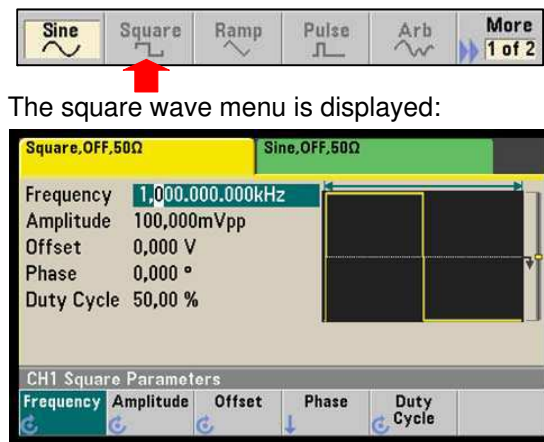 Sine Square Ramp Pulse Arb More
1 of 2
The square wave menu is displayed:
Square,OFF,50Ω Sine,OFF,50Ω
Frequency 1,000.000.000kHz
Amplitude 100,000mVpp
Offset 0,000 V
Phase 0,000 °
Duty Cycle 50,00 %
CH1 Square Parameters
Frequency Amplitude Offset Phase Duty
Cycle